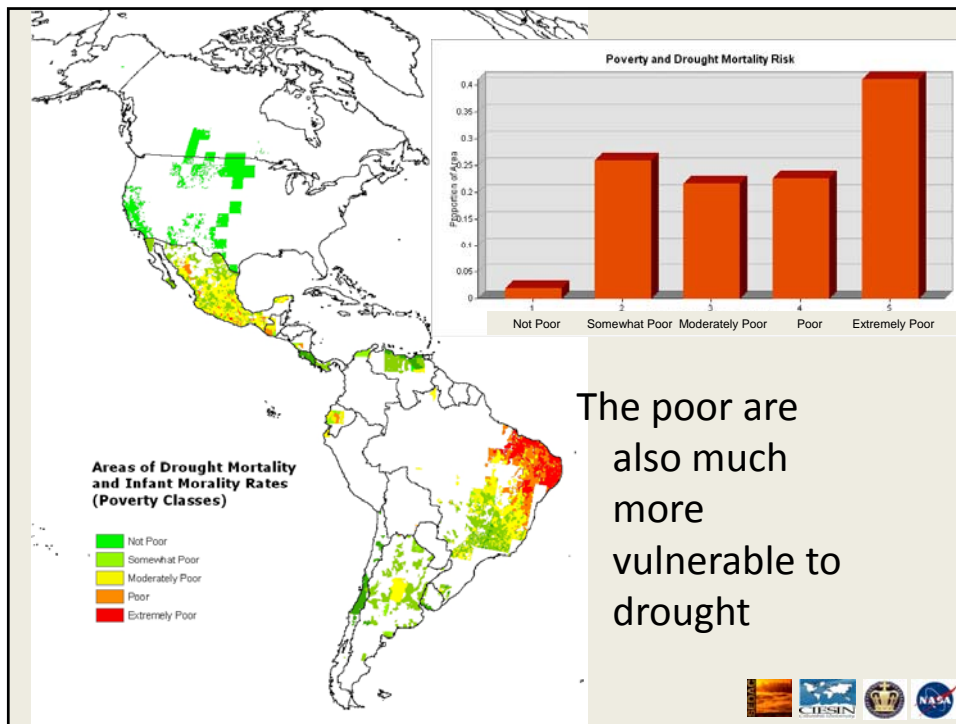 Poverty and Drought Mortality Risk
Proportion of Area
0.4
0.35
0.3
0.25
0.2
0.15
0.1
0.05
0
1 2 3 4 5
Not Poor Somewhat Poor Moderately Poor Poor Extremely Poor
The poor are
also much
more
vulnerable to
drought
Areas of Drought Mortality
and Infant Morality Rates
(Poverty Classes)
Not Poor
Somewhat Poor
Moderately Poor
Poor
Extremely Poor
SEDAC
CIESIN
NASA